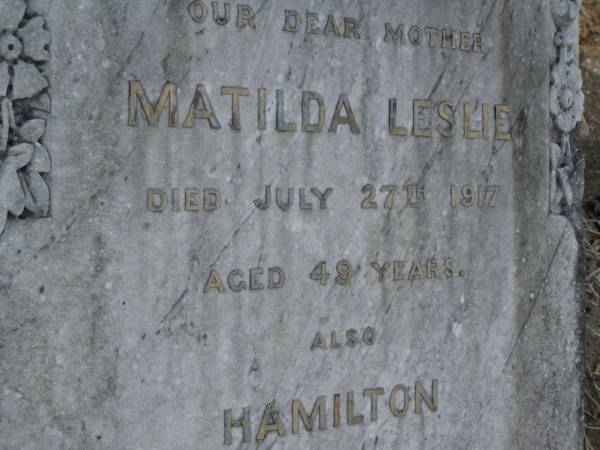 OUR DEAR MOTHER
MATILDA LESLIE
DIED JULY 27TH 1917
AGED 49 YEARS.
ALSO
HAMILTON